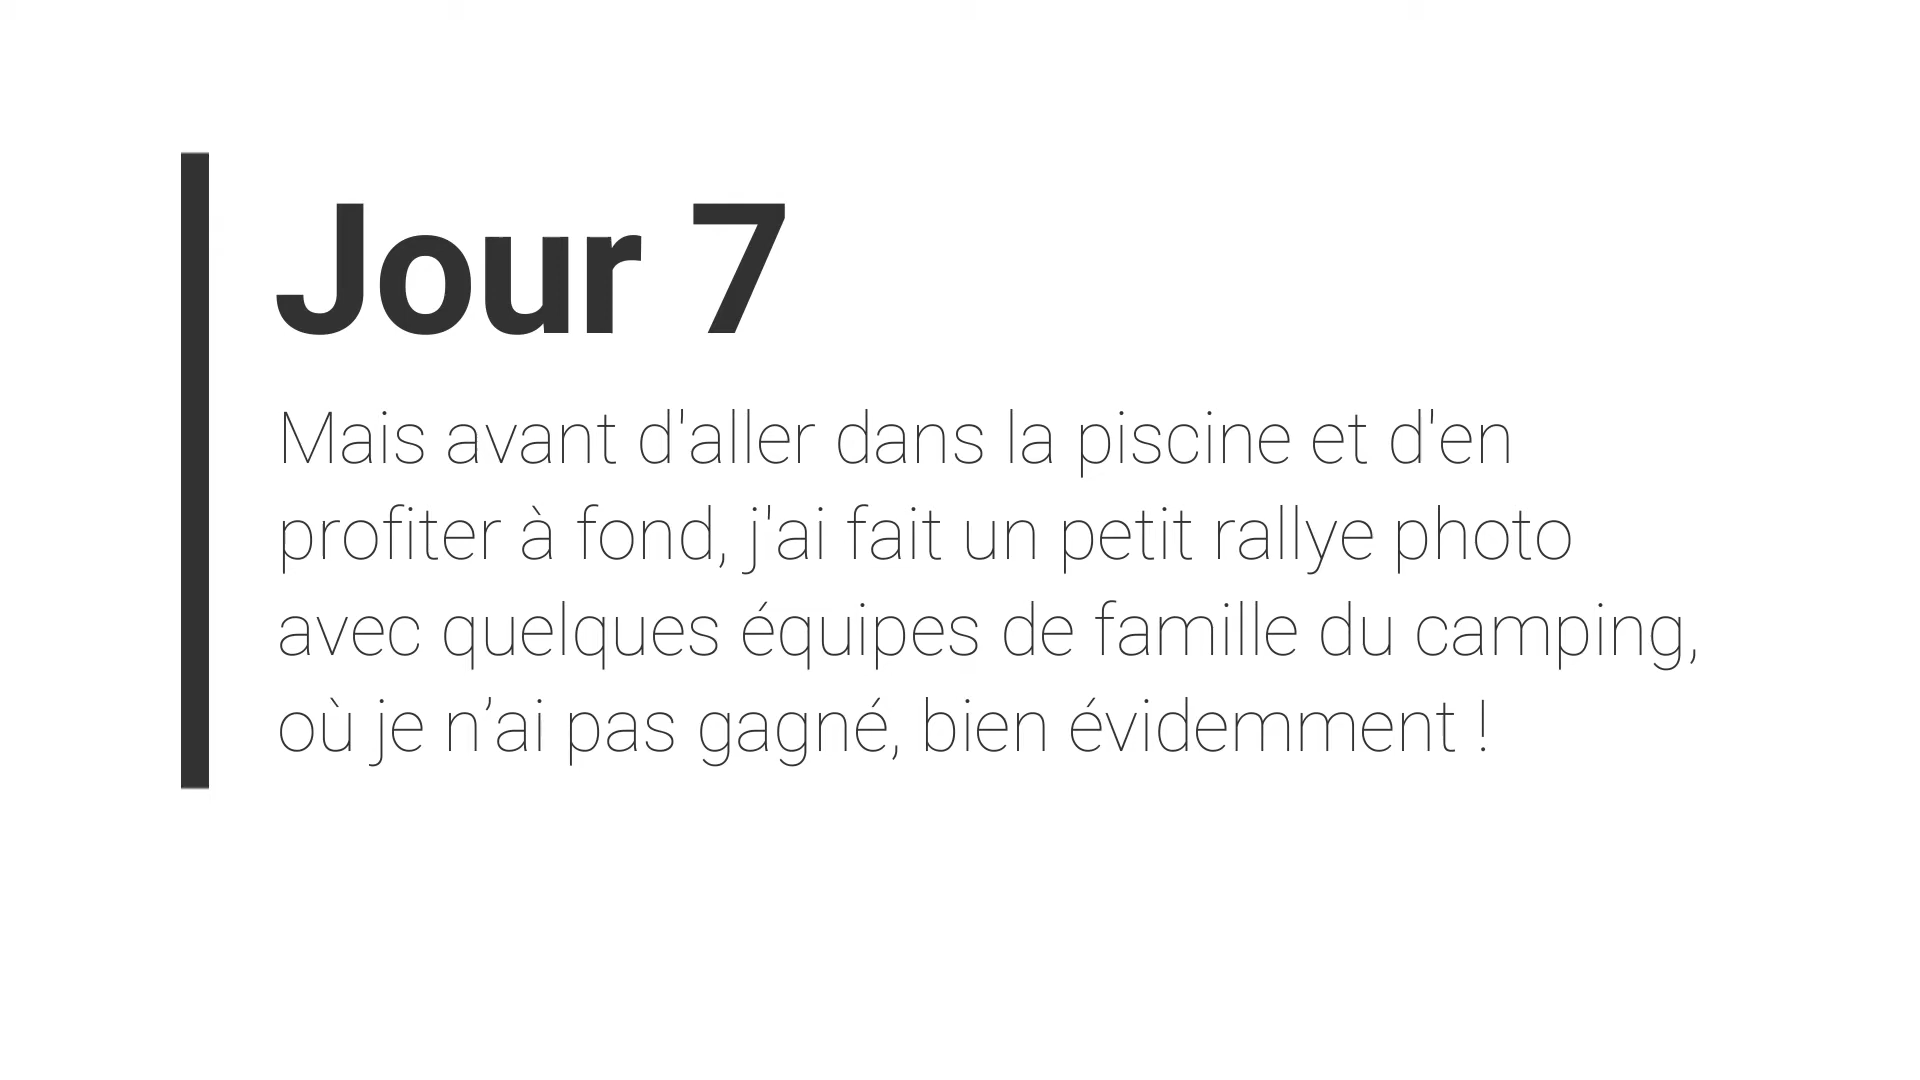 Jour 7
Mais avant d'aller dans la piscine et d'en
profiter à fond, j'ai fait un petit rallye photo
avec quelques équipes de famille du camping,
où je n’ai pas gagné, bien évidemment !